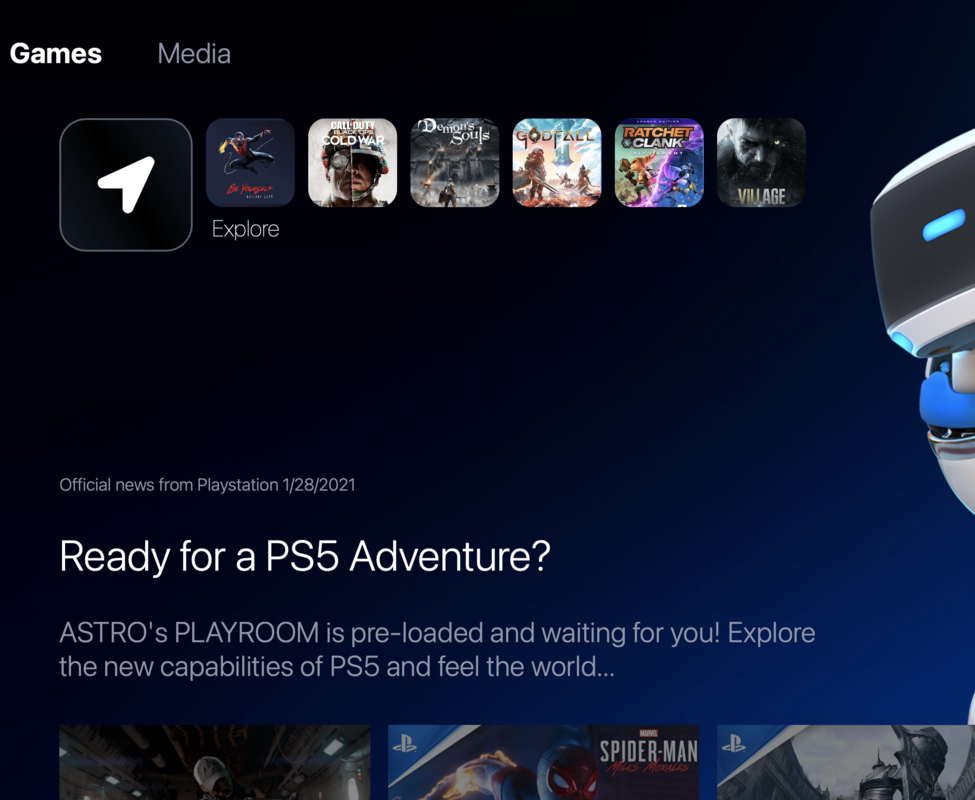 Games Media
BE YOURSELF
CALL OF DUTY
BLACK OPS
COLD WAR
Demon's
Souls
GODFALL
LAUNCH EDITION
RATCHET
CLANK
VILLAGE
Explore
Official news from Playstation 1/28/2021
Ready for a PS5 Adventure?
ASTRO's PLAYROOM is pre-loaded and waiting for you! Explore
the new capabilities of PS5 and feel the world...
MARVEL
SPIDER-MAN
MILES MORALES